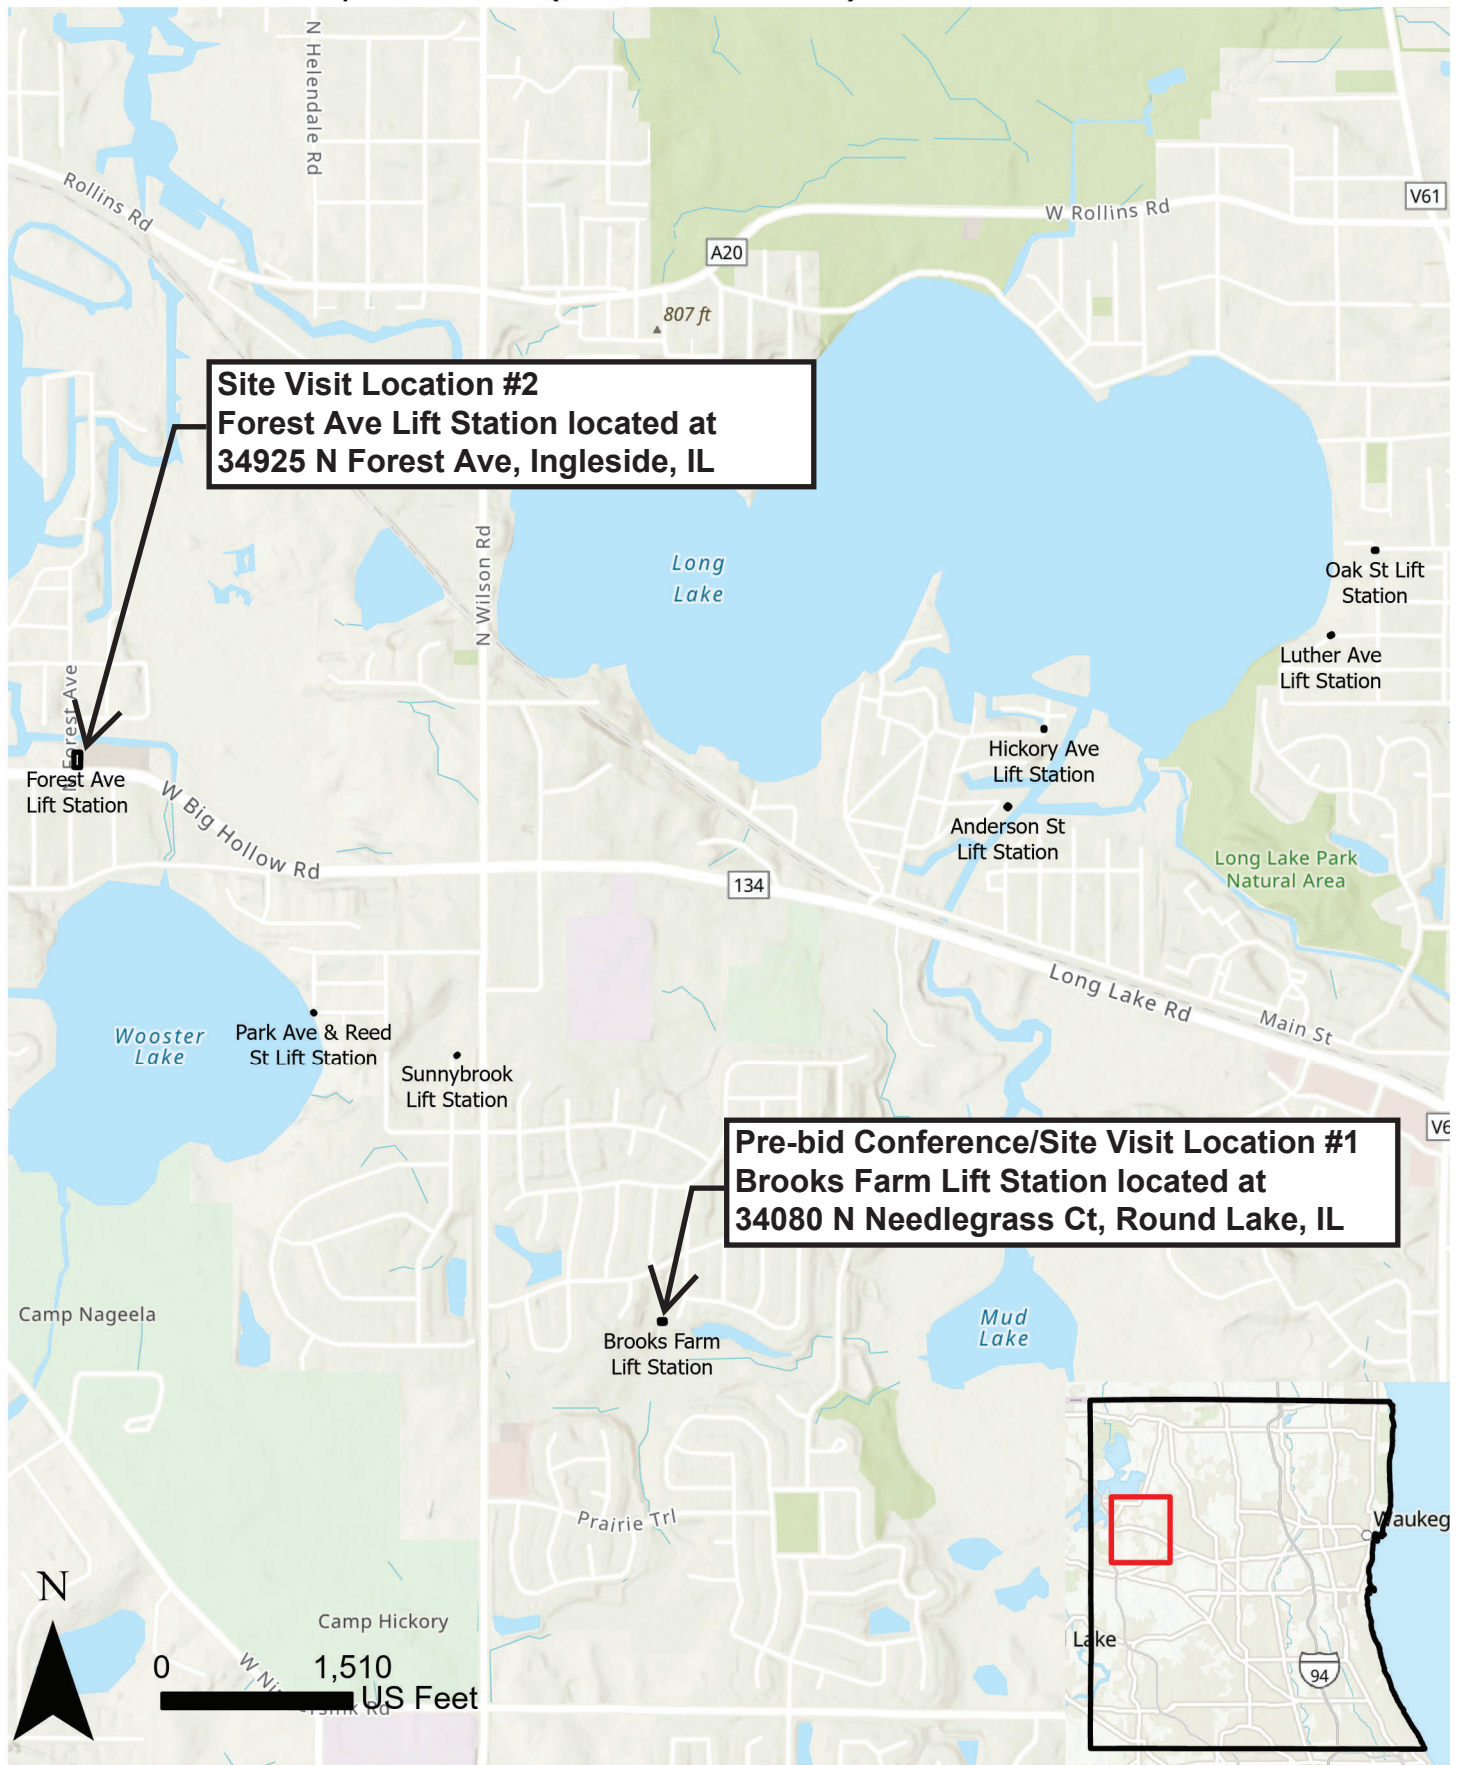 N Helendale Rd
Rollins Rd
W Rollins Rd
V61
A20
807 ft
Site Visit Location #2
Forest Ave Lift Station located at
34925 N Forest Ave, Ingleside, IL
N Wilson Rd
Long
Lake
Oak St Lift
Station
Luther Ave
Lift Station
N Forest Ave
Hickory Ave
Lift Station
Forest Ave
Lift Station
W Big Hollow Rd
Anderson St
Lift Station
Long Lake Park
Natural Area
134
Long Lake Rd
Main St
Wooster
Lake
Park Ave & Reed
St Lift Station
Sunnybrook
Lift Station
Pre-bid Conference/Site Visit Location #1
Brooks Farm Lift Station located at
34080 N Needlegrass Ct, Round Lake, IL
V6
Camp Nageela
Mud
Lake
Brooks Farm
Lift Station
Prairie Trl
Waukeg
N
Camp Hickory
Lake
0 1,510
US Feet
94